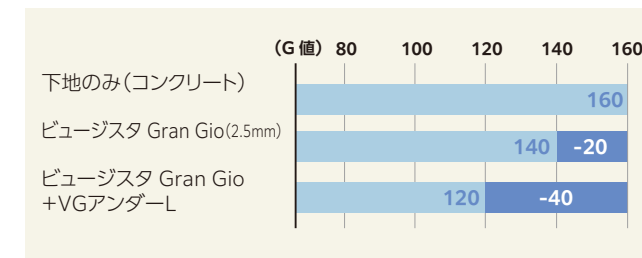 (G 値) 80 100 120 140 160
下地のみ(コンクリート)
160
ビュージスタ Gran Gio(2.5mm)
140 -20
ビュージスタ Gran Gio
+VGアンダーL
120 -40